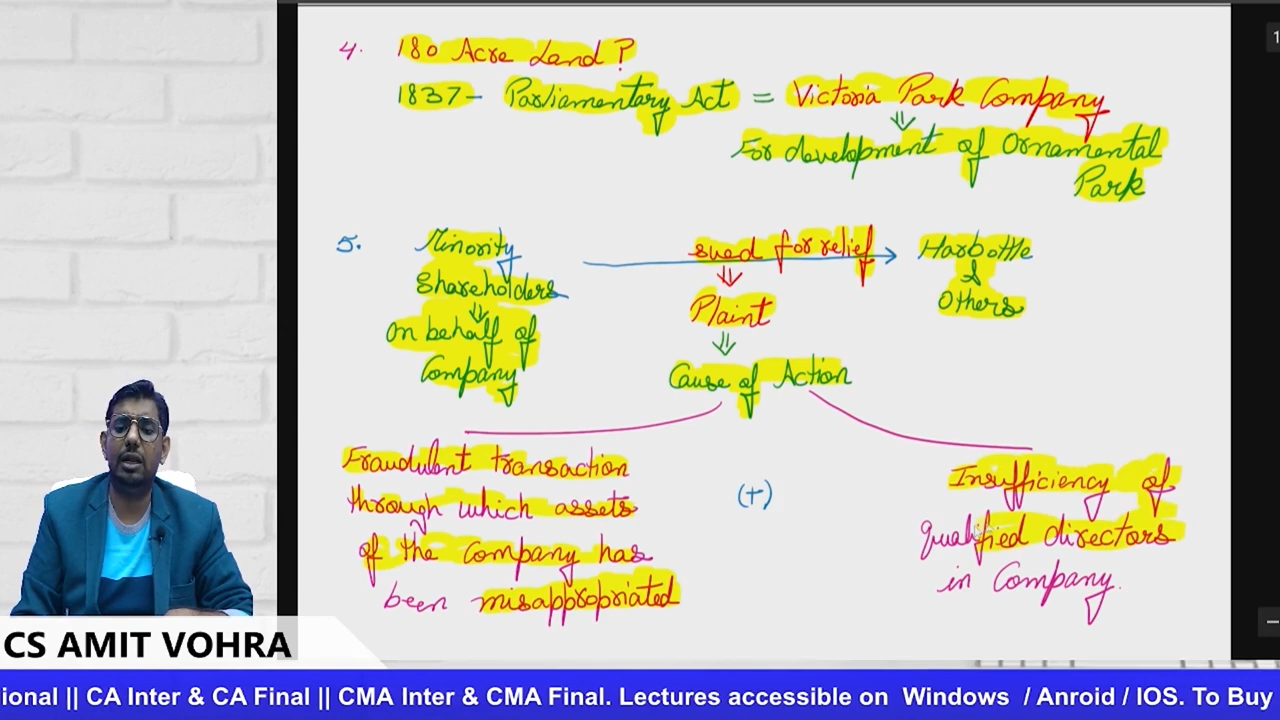 4. 180 Acre Land?
1837- Parliamentary Act = Victoria Park Company
For development of Ornamental
Park
5. Minority
Shareholders
on behalf of
Company
sued for relief
Plaint
Cause of Action
Harbottle
&
Others
Fraudulent transaction
through which assets
of the Company has
been misappropriated
(+)
Insufficiency of
qualified directors
in Company.
CS AMIT VOHRA
ional || CA Inter & CA Final || CMA Inter & CMA Final. Lectures accessible on Windows / Anroid / IOS. To Buy
1